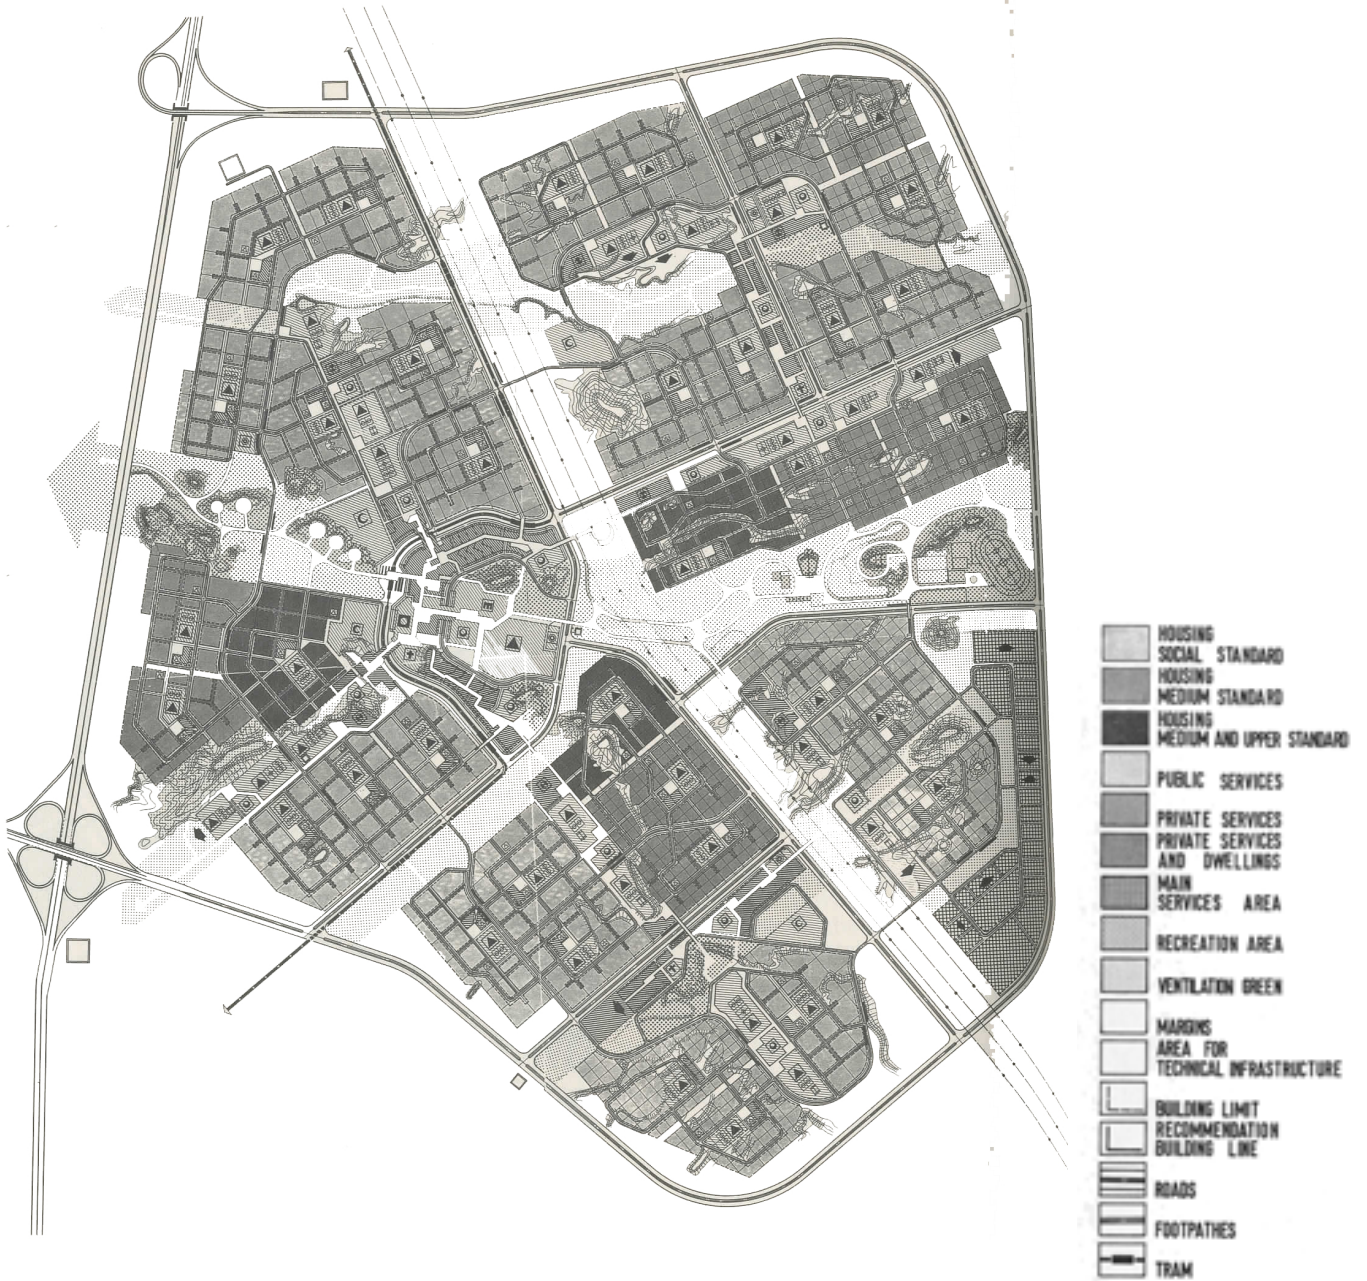 HOUSING
SOCIAL STANDARD
HOUSING
MEDIUM STANDARD
HOUSING
MEDIUM AND UPPER STANDARD
PUBLIC SERVICES
PRIVATE SERVICES
PRIVATE SERVICES
AND DWELLINGS
MAIN
SERVICES AREA
RECREATION AREA
VENTILATION GREEN
MARGINS
AREA FOR
TECHNICAL INFRASTRUCTURE
BUILDING LIMIT
RECOMMENDATION
BUILDING LINE
ROADS
FOOTPATHES
TRAM